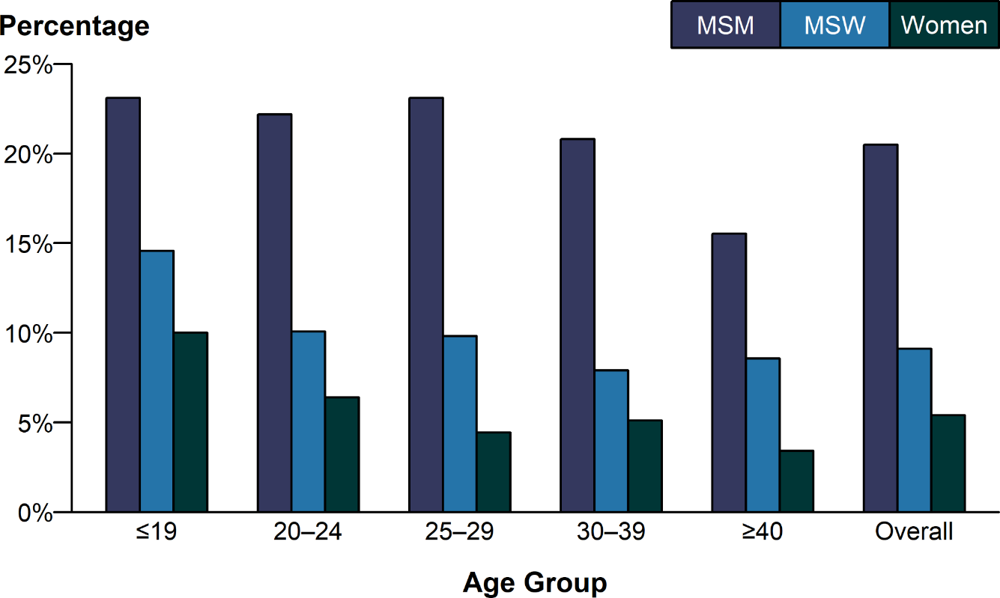 Percentage
MSM MSW Women
25%
20%
15%
10%
5%
0%
≤19 20–24 25–29 30–39 ≥40 Overall
Age Group